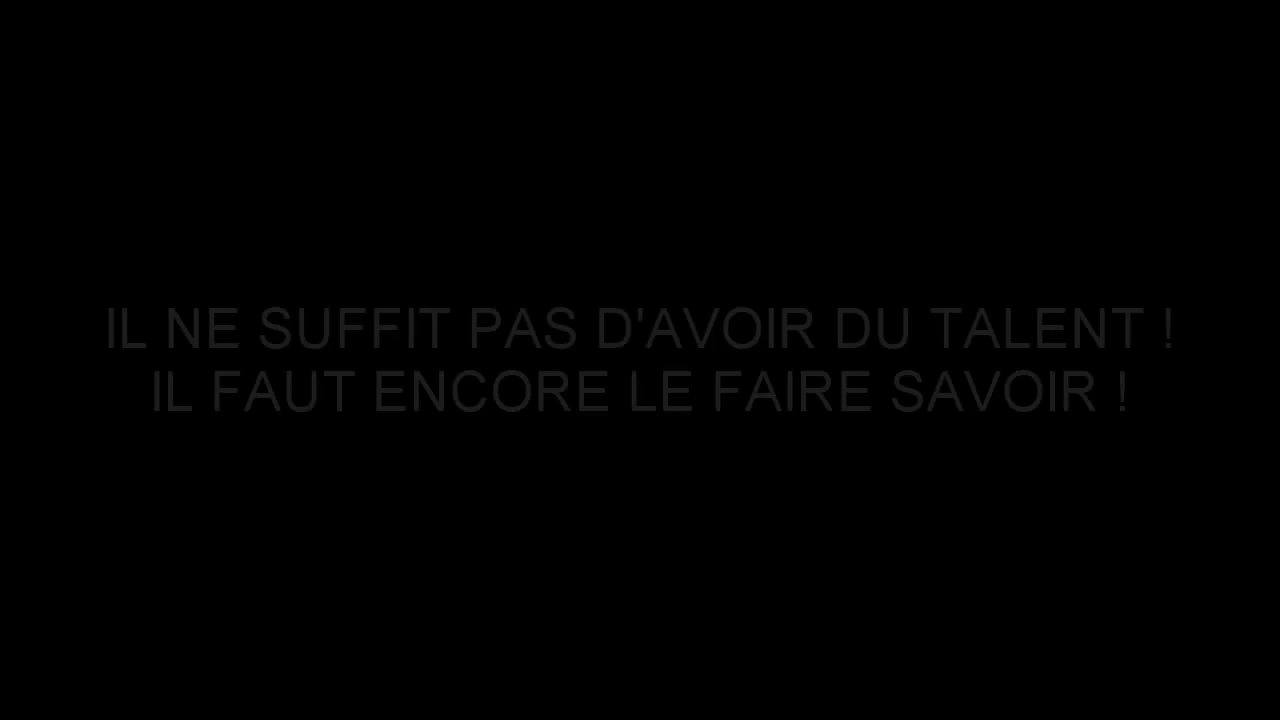 IL NE SUFFIT PAS D'AVOIR DU TALENT !
IL FAUT ENCORE LE FAIRE SAVOIR !